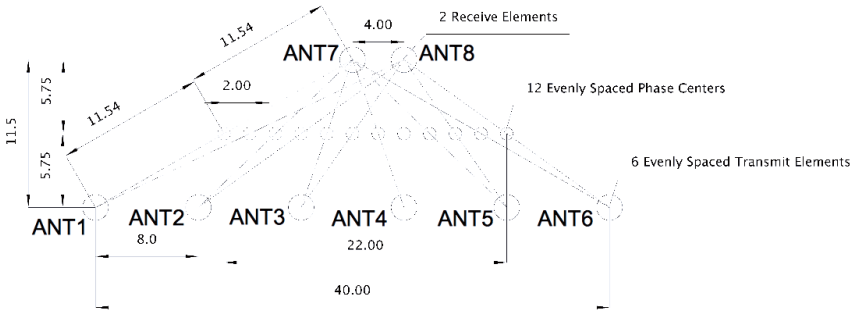 2 Receive Elements
4.00
11.54
ANT7
ANT8
2.00
12 Evenly Spaced Phase Centers
5.75
11.54
11.5
5.75
6 Evenly Spaced Transmit Elements
ANT1
ANT2
ANT3
ANT4
ANT5
ANT6
8.0
22.00
40.00